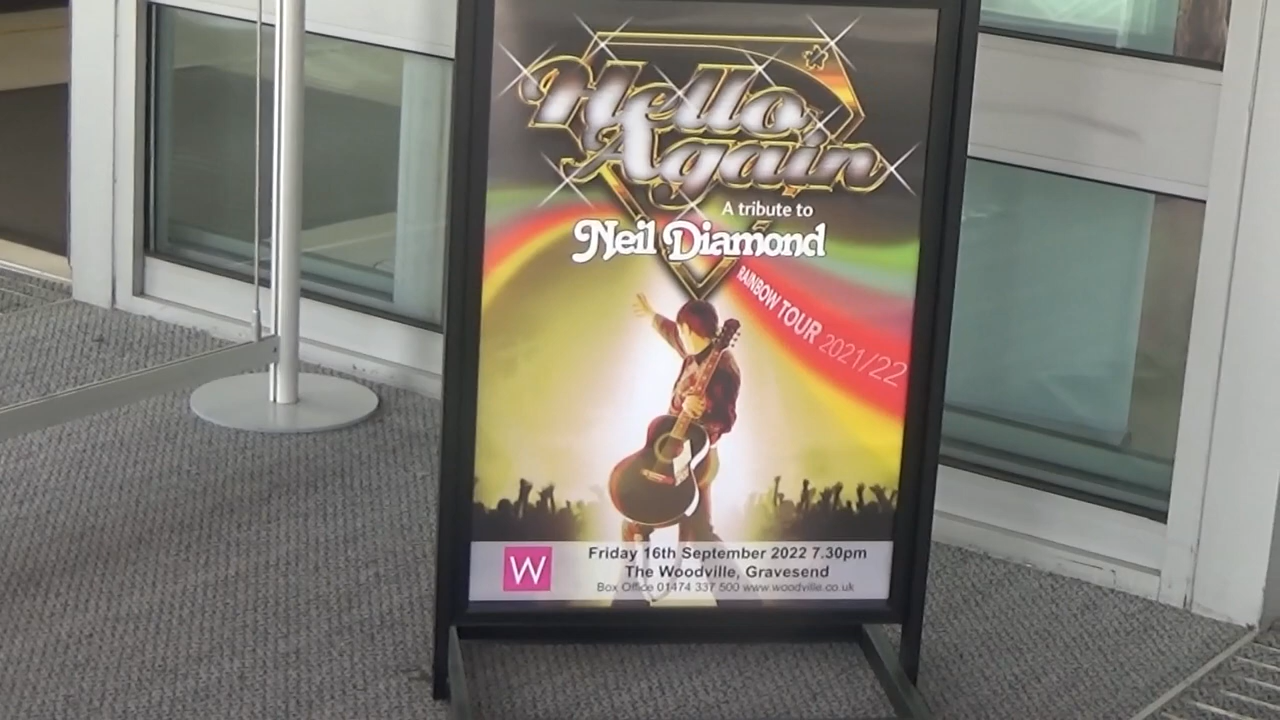 Hello
Again
A tribute to
Neil Diamond
RAINBOW TOUR 2021/22
W
Friday 16th September 2022 7.30pm
The Woodville, Gravesend
Box Office 01474 337 500 www.woodville.co.uk